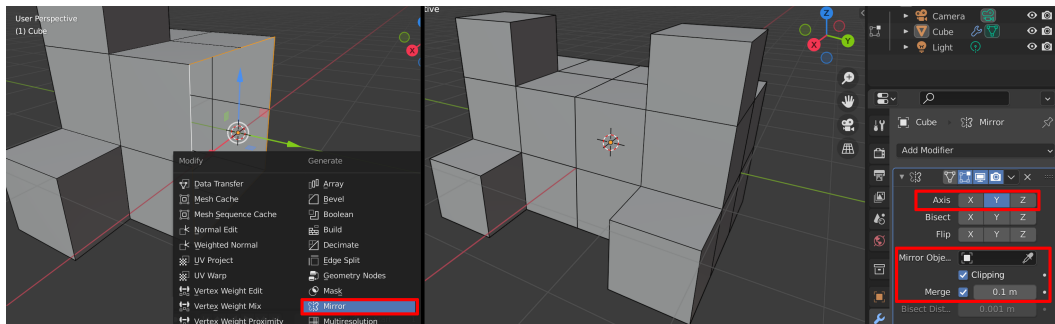 User Perspective
(1) Cube
X
Modify
Generate
Data Transfer
Array
Mesh Cache
Bevel
Mesh Sequence Cache
Boolean
Normal Edit
Build
Weighted Normal
Decimate
UV Project
Edge Split
UV Warp
Geometry Nodes
Vertex Weight Edit
Mask
Vertex Weight Mix
Mirror
Vertex Weight Proximity
Multiresolution
tive
Z
X
Y
Camera
Cube
Light
Cube
Mirror
Add Modifier
Axis X Y Z
Bisect X Y Z
Flip X Y Z
Mirror Obje...
Clipping
Merge 0.1 m
Bisect Dist... 0.001 m